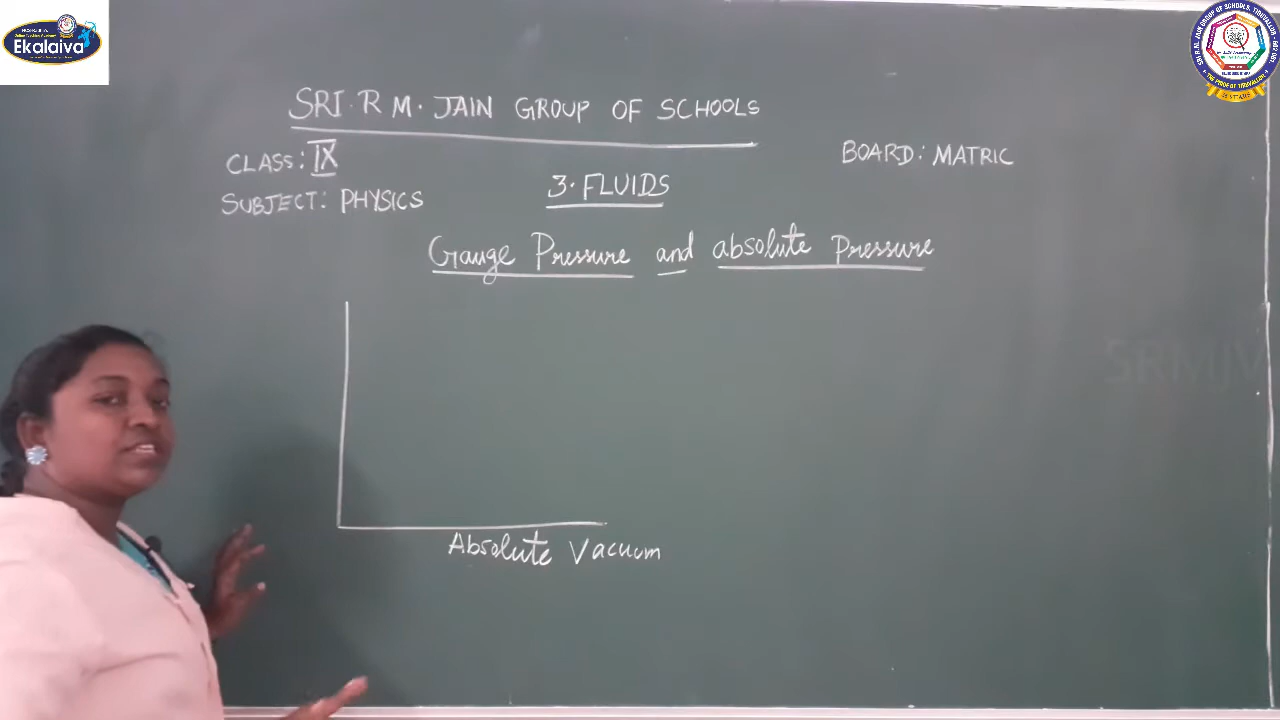 Ekalaiva
SRI. R M. JAIN GROUP OF SCHOOLS
CLASS: IX
BOARD: MATRIC
SUBJECT: PHYSICS
3. FLUIDS
Gauge Pressure and absolute Pressure
SRMJV
Absolute Vacuum